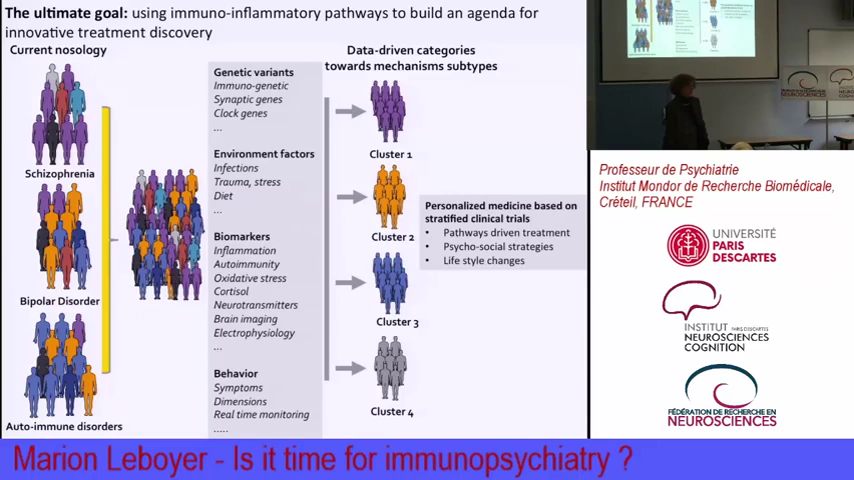 The ultimate goal: using immuno-inflammatory pathways to build an agenda for
innovative treatment discovery
Current nosology
Schizophrenia
Bipolar Disorder
Auto-immune disorders
Genetic variants
Immuno-genetic
Synaptic genes
Clock genes
...
Environment factors
Infections
Trauma, stress
Diet
...
Biomarkers
Inflammation
Autoimmunity
Oxidative stress
Cortisol
Neurotransmitters
Brain imaging
Electrophysiology
...
Behavior
Symptoms
Dimensions
Real time monitoring
.....
Data-driven categories
towards mechanisms subtypes
Cluster 1
Cluster 2
Cluster 3
Cluster 4
Personalized medicine based on
stratified clinical trials
• Pathways driven treatment
• Psycho-social strategies
• Life style changes
NEUROSCIENCES
COGNITION
Professeur de Psychiatrie
Institut Mondor de Recherche Biomédicale,
Créteil, FRANCE
UNIVERSITÉ
PARIS
DESCARTES
INSTITUT PARIS DESCARTES
NEUROSCIENCES
COGNITION
FÉDÉRATION DE RECHERCHE EN
NEUROSCIENCES
Marion Leboyer - Is it time for immunopsychiatry ?